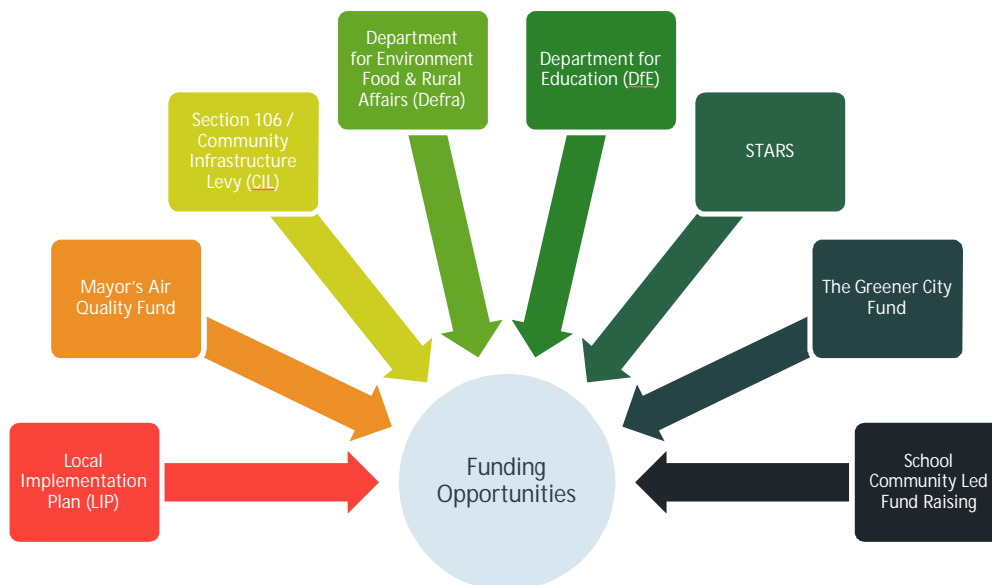 Department
for Environment
Food & Rural
Affairs (Defra)
Department for
Education (DfE)
Section 106 /
Community
Infrastructure
Levy (CIL)
STARS
Mayor's Air
Quality Fund
The Greener City
Fund
Local
Implementation
Plan (LIP)
Funding
Opportunities
School
Community Led
Fund Raising